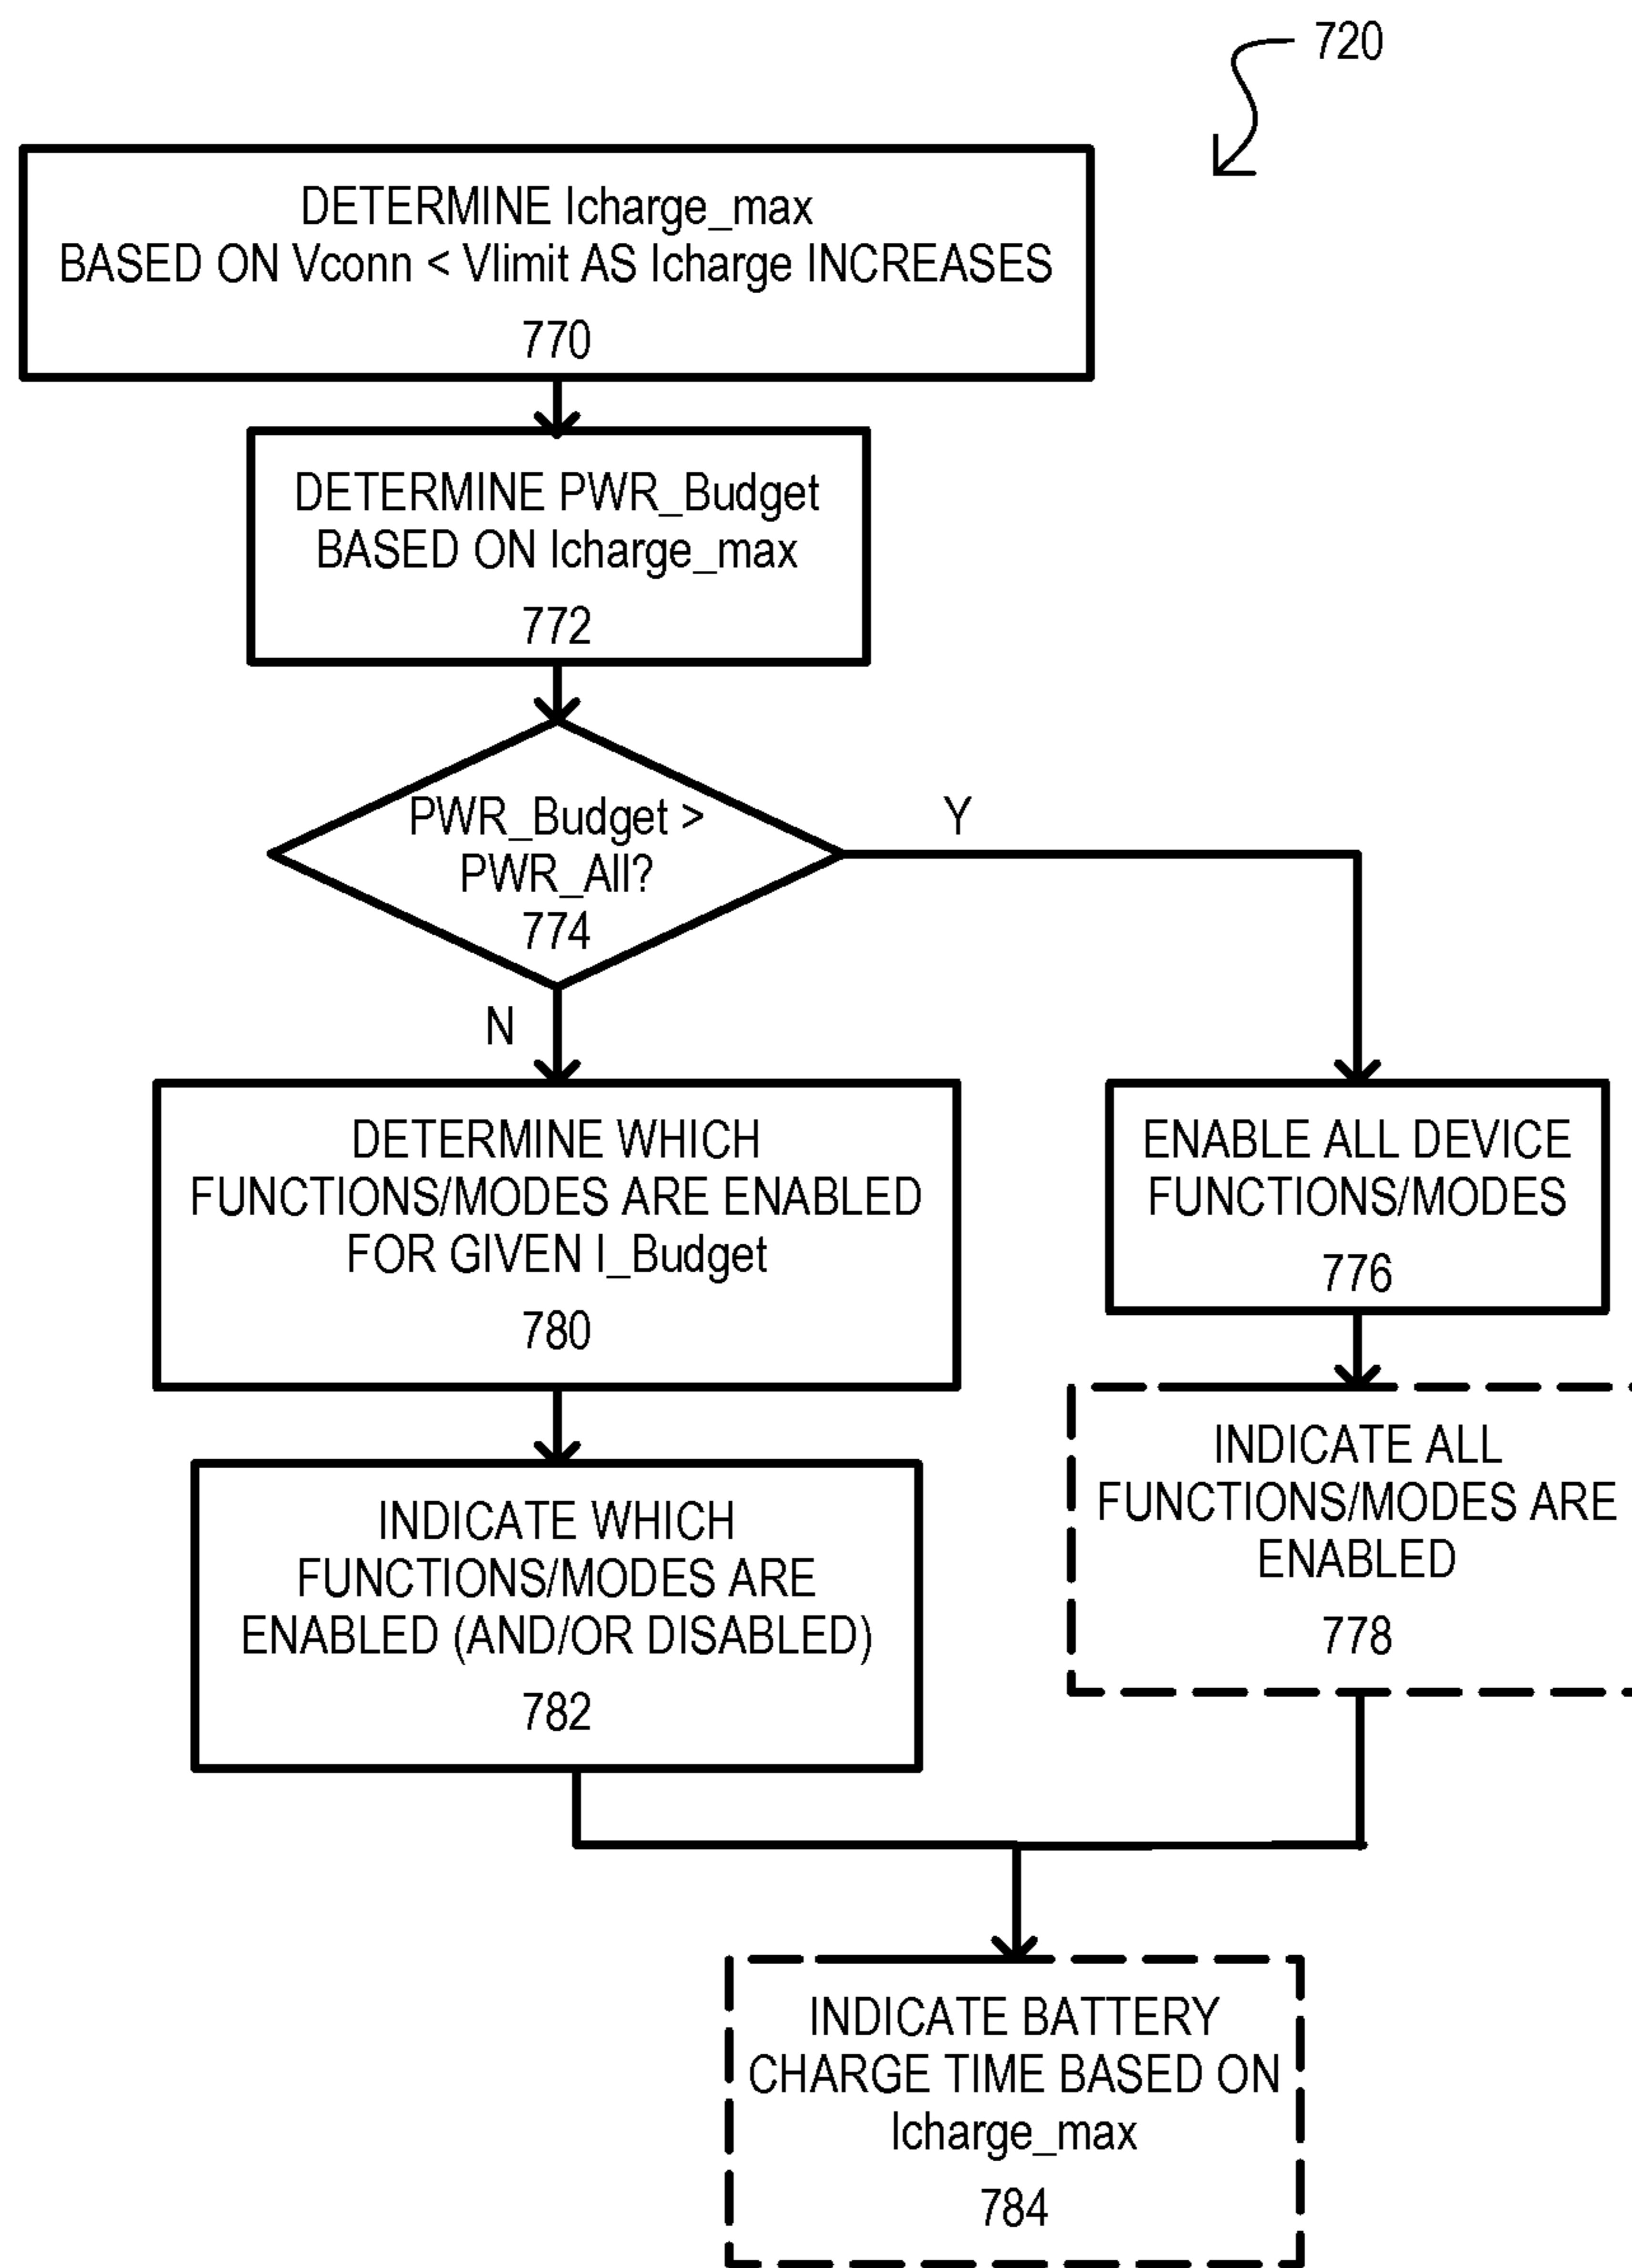 720
DETERMINE Icharge_max
BASED ON Vconn < Vlimit AS Icharge INCREASES
770
DETERMINE PWR_Budget
BASED ON Icharge_max
772
PWR_Budget >
PWR_All?
774
Y
N
DETERMINE WHICH
FUNCTIONS/MODES ARE ENABLED
FOR GIVEN I_Budget
780
ENABLE ALL DEVICE
FUNCTIONS/MODES
776
INDICATE ALL
FUNCTIONS/MODES ARE
ENABLED
778
INDICATE WHICH
FUNCTIONS/MODES ARE
ENABLED (AND/OR DISABLED)
782
INDICATE BATTERY
CHARGE TIME BASED ON
Icharge_max
784